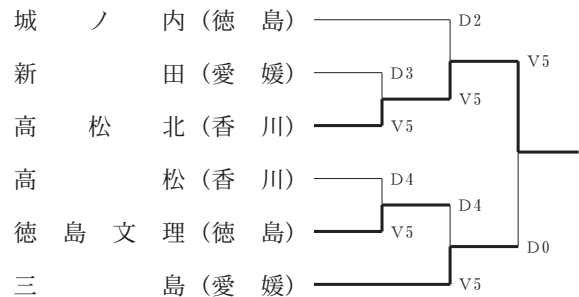 城ノ内（徳島） D2
新田（愛媛） D3 V5 V5
高松北（香川） V5
高松（香川） D4
徳島文理（徳島） V5 D4 D0
三島（愛媛） V5